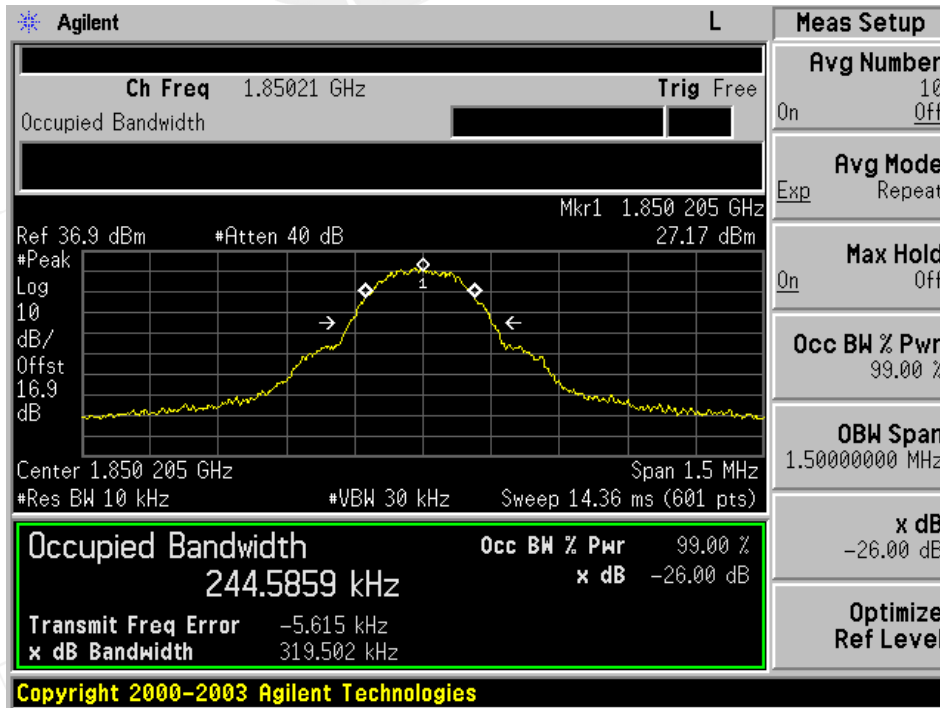 Agilent L
Ch Freq 1.85021 GHz Trig Free
Occupied Bandwidth
Mkr1 1.850 205 GHz
Ref 36.9 dBm #Atten 40 dB 27.17 dBm
#Peak
Log
10
dB/
Offst
16.9
dB
1
Center 1.850 205 GHz Span 1.5 MHz
#Res BW 10 kHz #VBW 30 kHz Sweep 14.36 ms (601 pts)
Occupied Bandwidth Occ BW % Pwr 99.00 %
244.5859 kHz x dB -26.00 dB
Transmit Freq Error -5.615 kHz
x dB Bandwidth 319.502 kHz
Copyright 2000-2003 Agilent Technologies
Meas Setup
Avg Number
10
On Off
Avg Mode
Exp Repeat
Max Hold
On Off
Occ BW % Pwr
99.00 %
OBW Span
1.50000000 MHz
x dB
-26.00 dB
Optimize
Ref Level